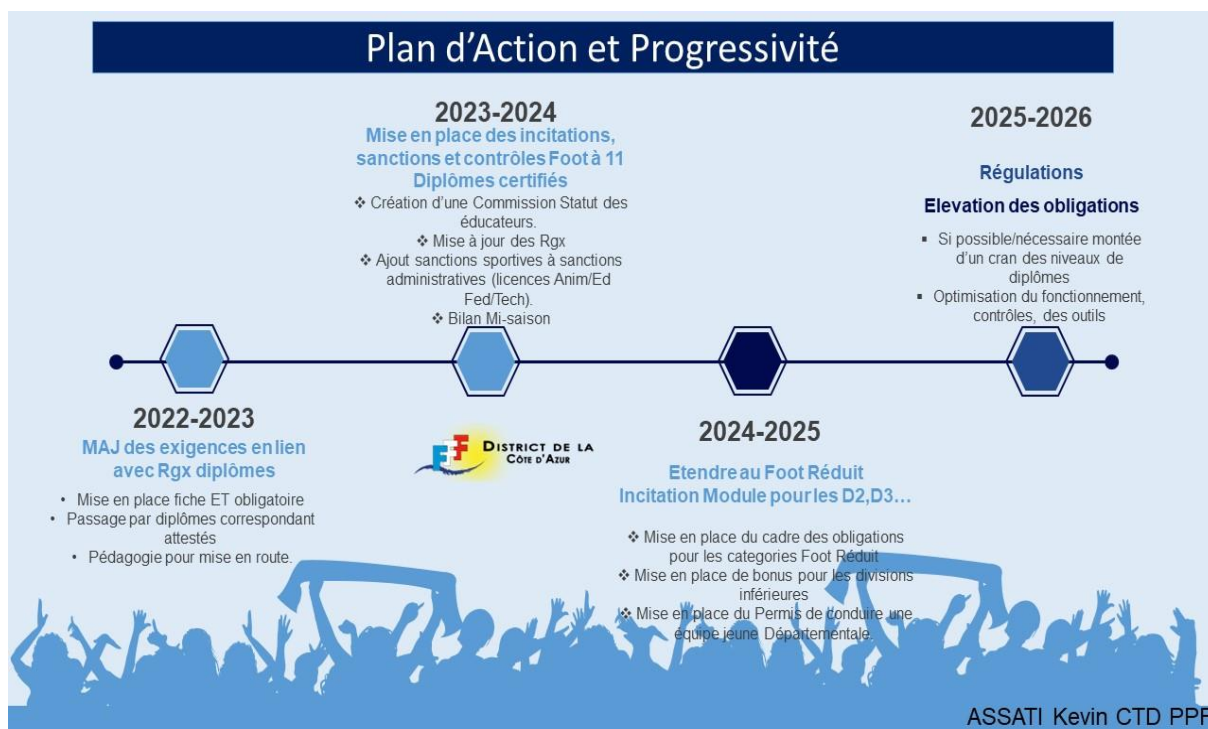 Plan d'Action et Progressivité
2023-2024
Mise en place des incitations,
sanctions et contrôles Foot à 11
Diplômes certifiés
❖ Création d'une Commission Statut des
éducateurs.
❖ Mise à jour des Rgx
❖ Ajout sanctions sportives à sanctions
administratives (licences Anim/Ed
Fed/Tech).
❖ Bilan Mi-saison
2025-2026
Régulations
Elevation des obligations
▪ Si possible/nécessaire montée
d'un cran des niveaux de
diplômes
▪ Optimisation du fonctionnement,
contrôles, des outils
2022-2023
MAJ des exigences en lien
avec Rgx diplômes
• Mise en place fiche ET obligatoire
• Passage par diplômes correspondant
attestés
• Pédagogie pour mise en route.
FFF
DISTRICT DE LA
CÔTE D'AZUR
2024-2025
Etendre au Foot Réduit
Incitation Module pour les D2,D3…
❖ Mise en place du cadre des obligations
pour les categories Foot Réduit
❖ Mise en place de bonus pour les divisions
inférieures
❖ Mise en place du Permis de conduire une
équipe jeune Départementale.
ASSATI Kevin CTD PPF